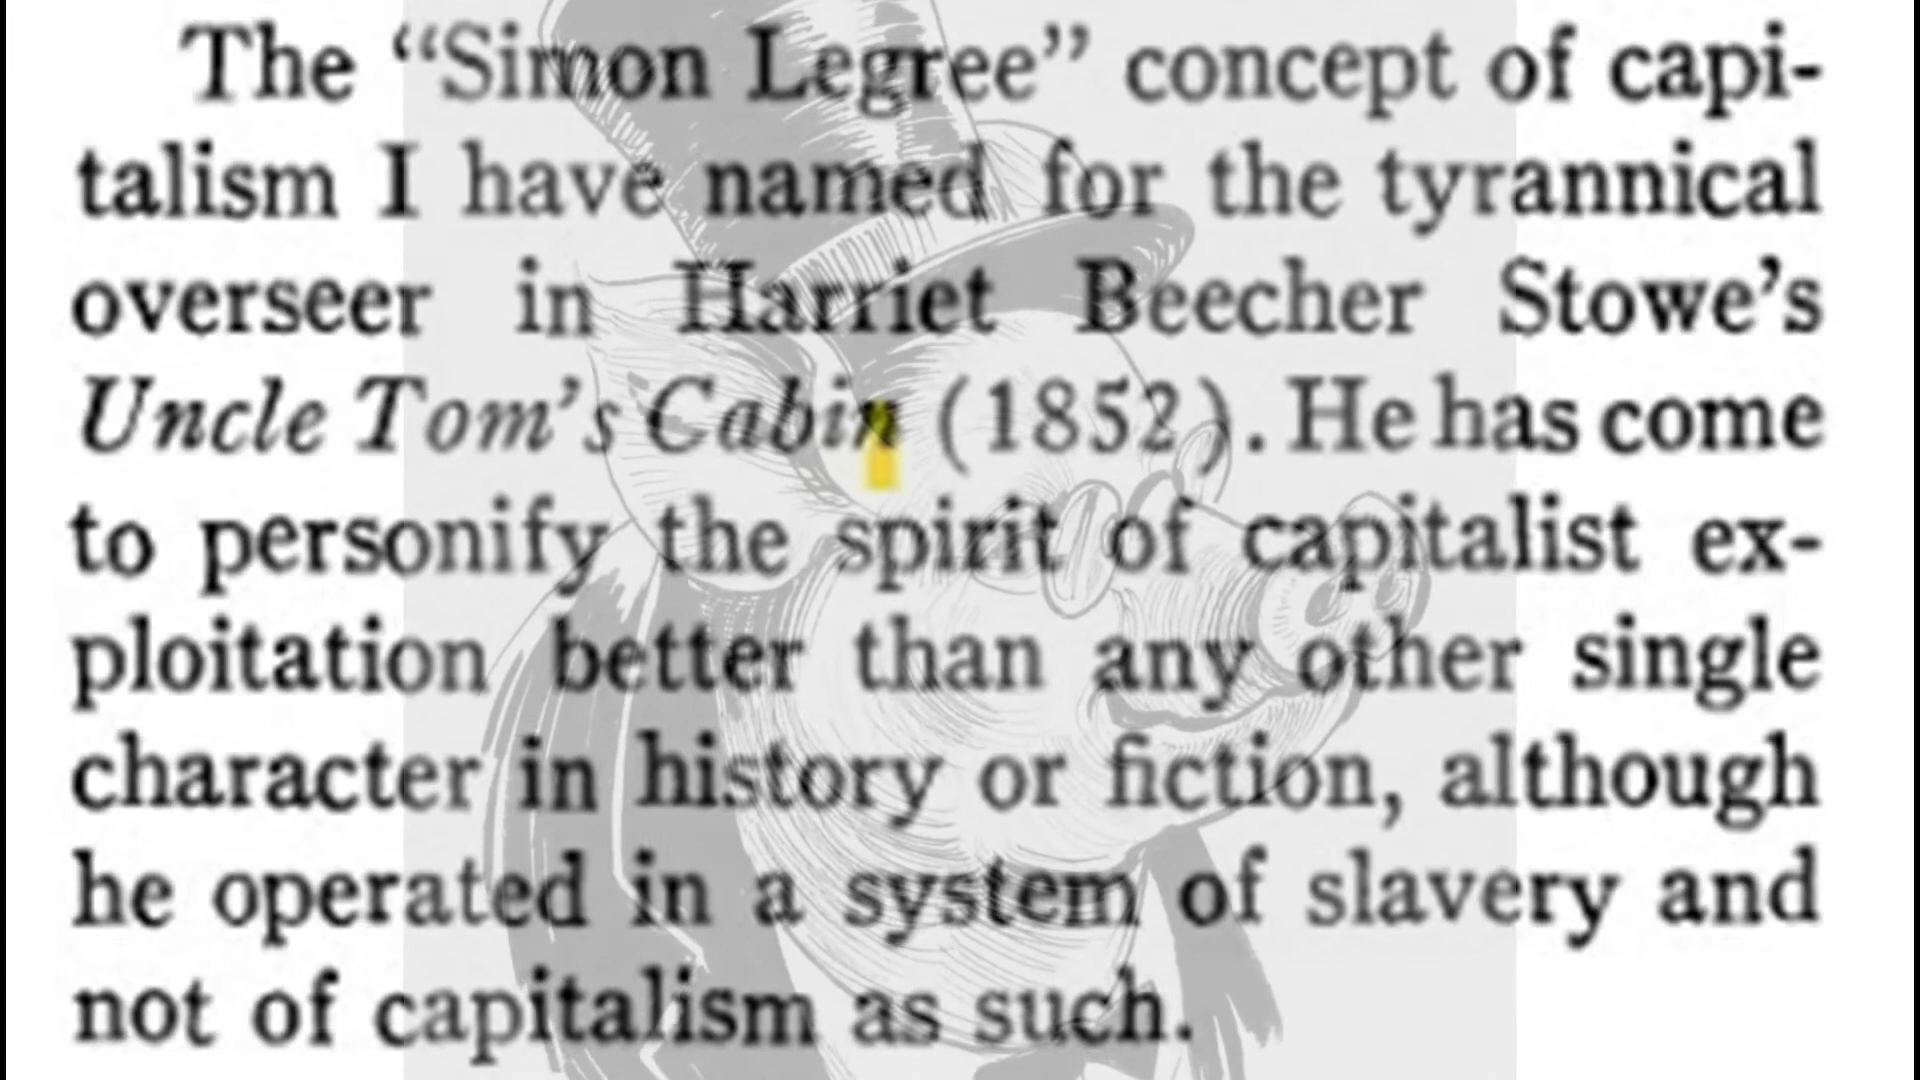 The “Simon Legree” concept of capi-
talism I have named for the tyrannical
overseer in Harriet Beecher Stowe’s
Uncle Tom’s Cabin (1852). He has come
to personify the spirit of capitalist ex-
ploitation better than any other single
character in history or fiction, although
he operated in a system of slavery and
not of capitalism as such.